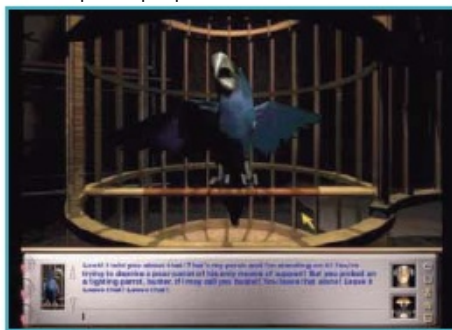 Look! I told you about that! That's my perch and I'm standing on it! You're
trying to deprive a poor parrot of his only means of support! But you picked on
a fighting parrot, buster, if I may call you buster! You leave that alone! Leave it
Leave that! Leave that!